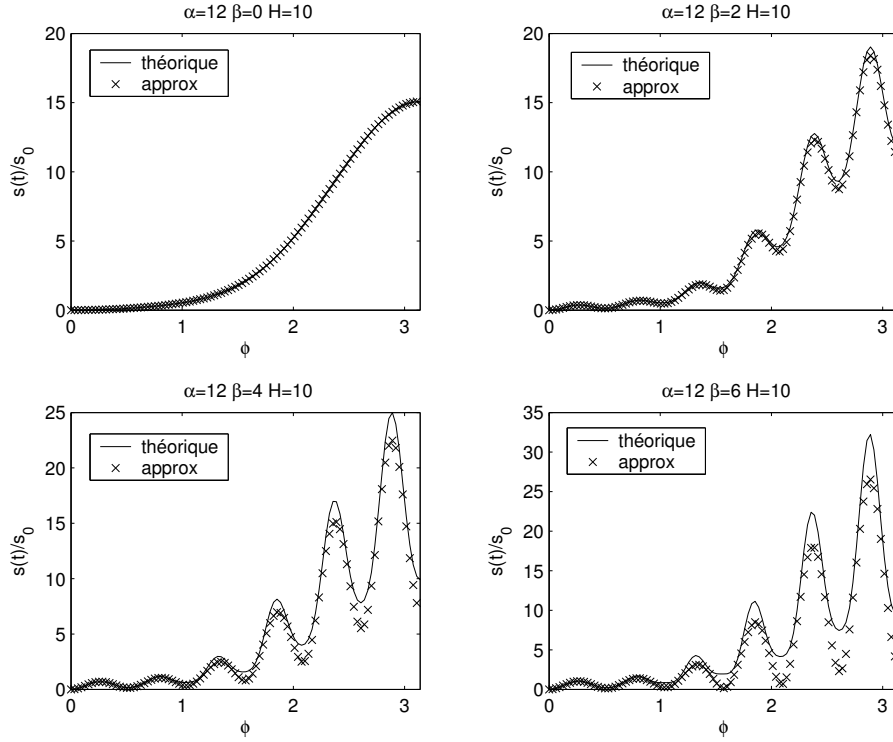 α=12 β=0 H=10
théorique
approx
s(t)/s0
20
15
10
5
0
0 1 2 3
ϕ
α=12 β=2 H=10
théorique
approx
s(t)/s0
20
15
10
5
0
0 1 2 3
ϕ
α=12 β=4 H=10
théorique
approx
s(t)/s0
25
20
15
10
5
0
0 1 2 3
ϕ
α=12 β=6 H=10
théorique
approx
s(t)/s0
35
30
25
20
15
10
5
0
0 1 2 3
ϕ